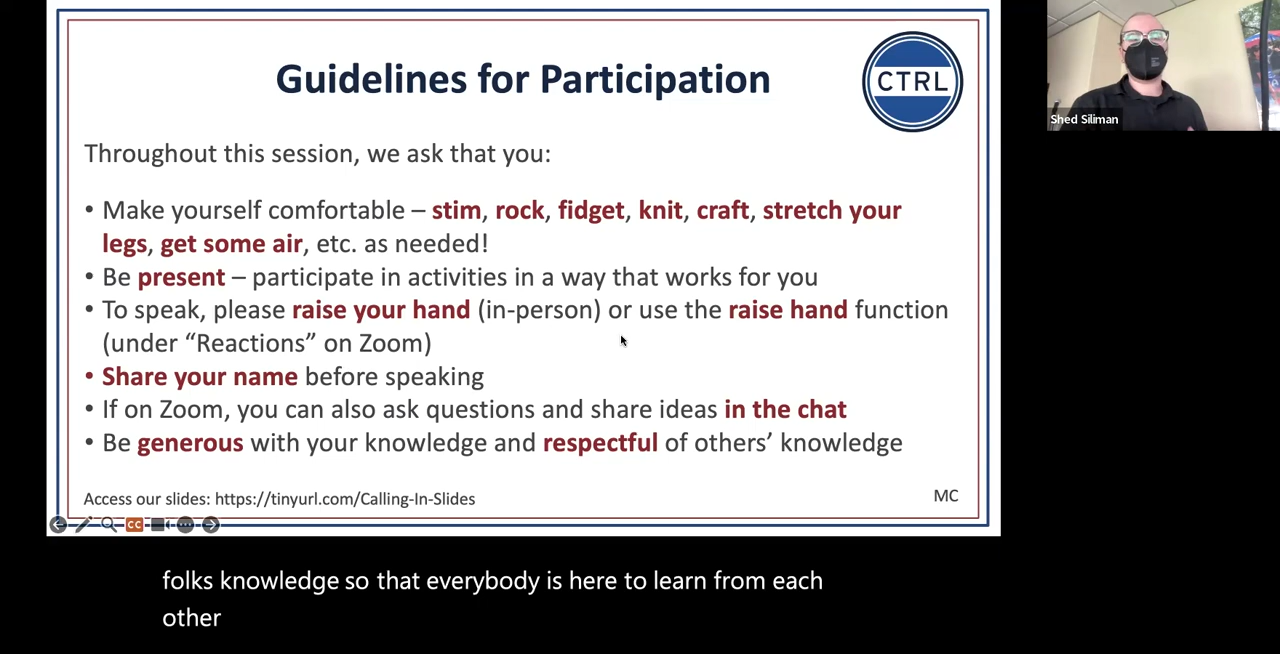 Guidelines for Participation
CTRL
Throughout this session, we ask that you:
• Make yourself comfortable – stim, rock, fidget, knit, craft, stretch your
legs, get some air, etc. as needed!
• Be present – participate in activities in a way that works for you
• To speak, please raise your hand (in-person) or use the raise hand function
(under “Reactions” on Zoom)
• Share your name before speaking
• If on Zoom, you can also ask questions and share ideas in the chat
• Be generous with your knowledge and respectful of others’ knowledge
Access our slides: https://tinyurl.com/Calling-In-Slides
MC
CC
Shed Siliman
folks knowledge so that everybody is here to learn from each
other